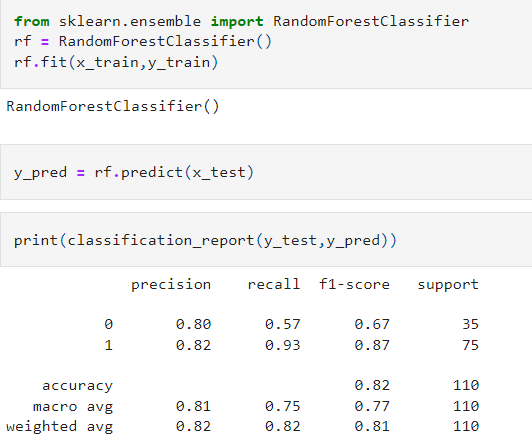 from sklearn.ensemble import RandomForestClassifier
rf = RandomForestClassifier()
rf.fit(x_train,y_train)
RandomForestClassifier()
y_pred = rf.predict(x_test)
print(classification_report(y_test,y_pred))
precision recall f1-score support
0 0.80 0.57 0.67 35
1 0.82 0.93 0.87 75
accuracy 0.82 110
macro avg 0.81 0.75 0.77 110
weighted avg 0.82 0.82 0.81 110